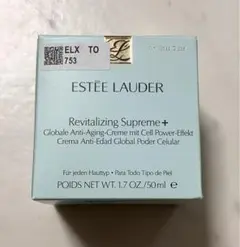 ELX TO
753
ESTĒE LAUDER
Revitalizing Supreme+
Globale Anti-Aging-Creme mit Cell Power-Effekt
Crema Anti-Edad Global Poder Celular
Für jeden Hauttyp • Para Todo Tipo de Piel
POIDS NET WT. 1.7 OZ./50ml ℮